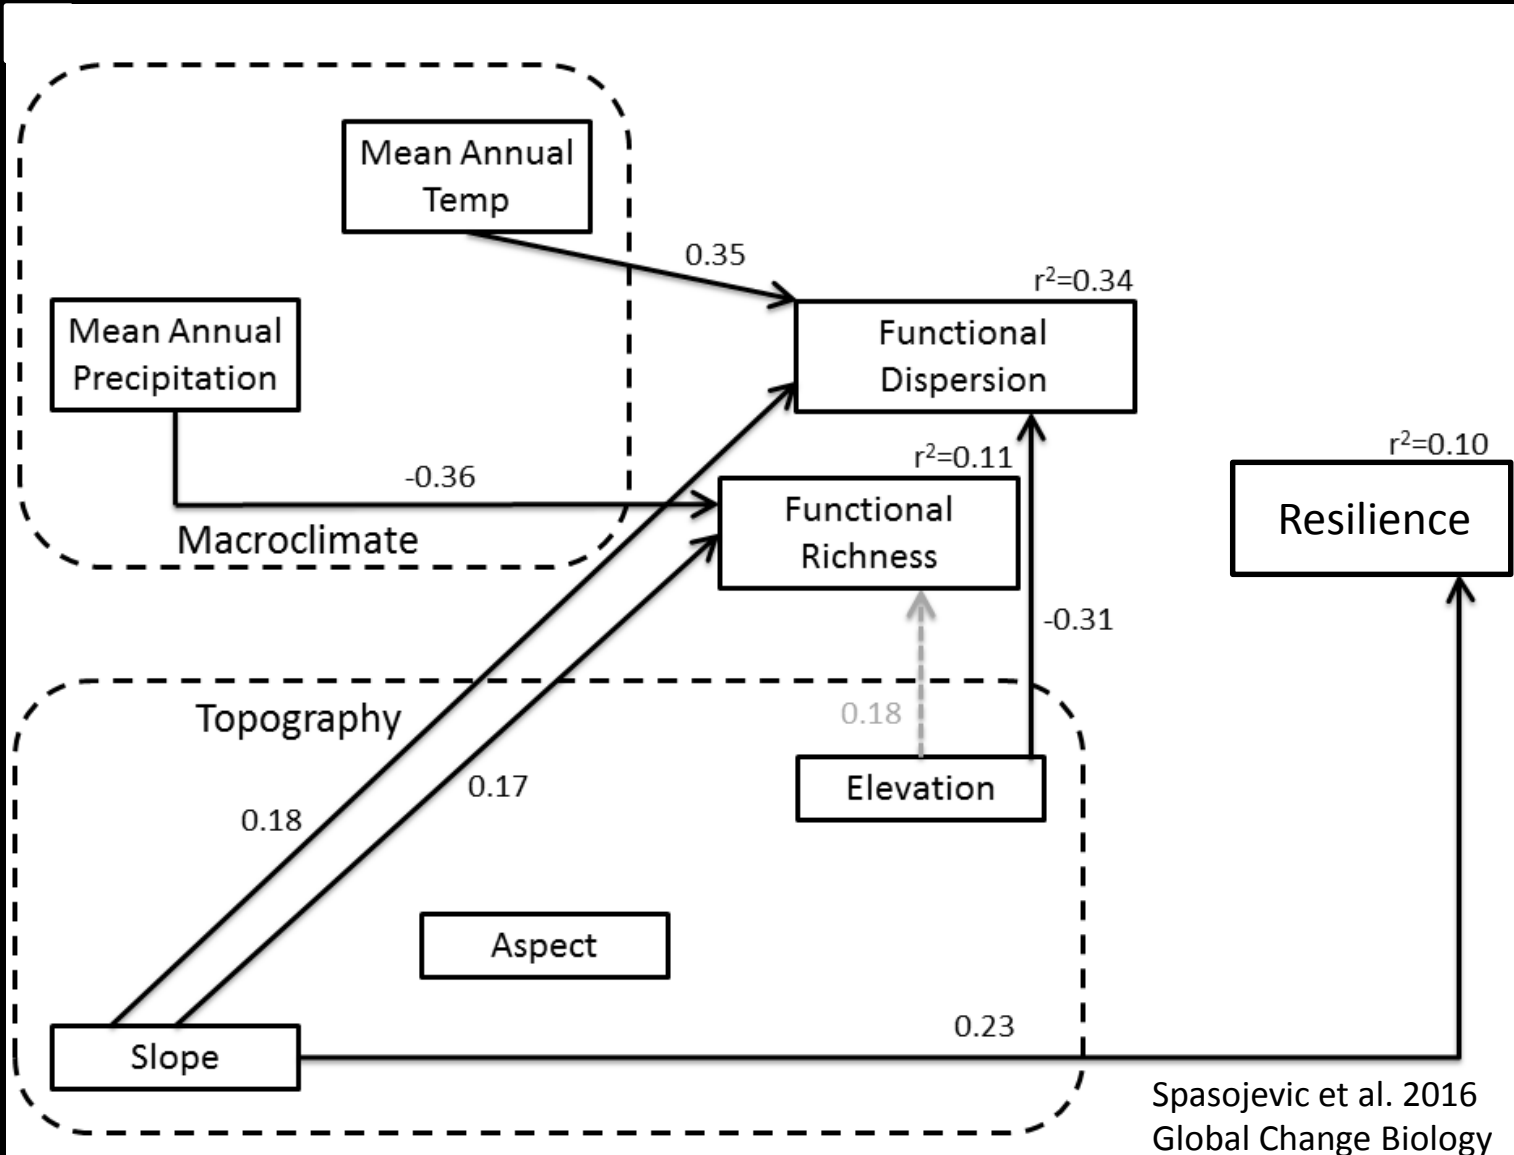 Mean Annual
Temp
0.35
r²=0.34
Mean Annual
Precipitation
Functional
Dispersion
-0.36
r²=0.11
r²=0.10
Functional
Richness
Resilience
Macroclimate
-0.31
Topography
0.18
0.17
Elevation
0.18
Aspect
0.23
Slope
Spasojevic et al. 2016
Global Change Biology